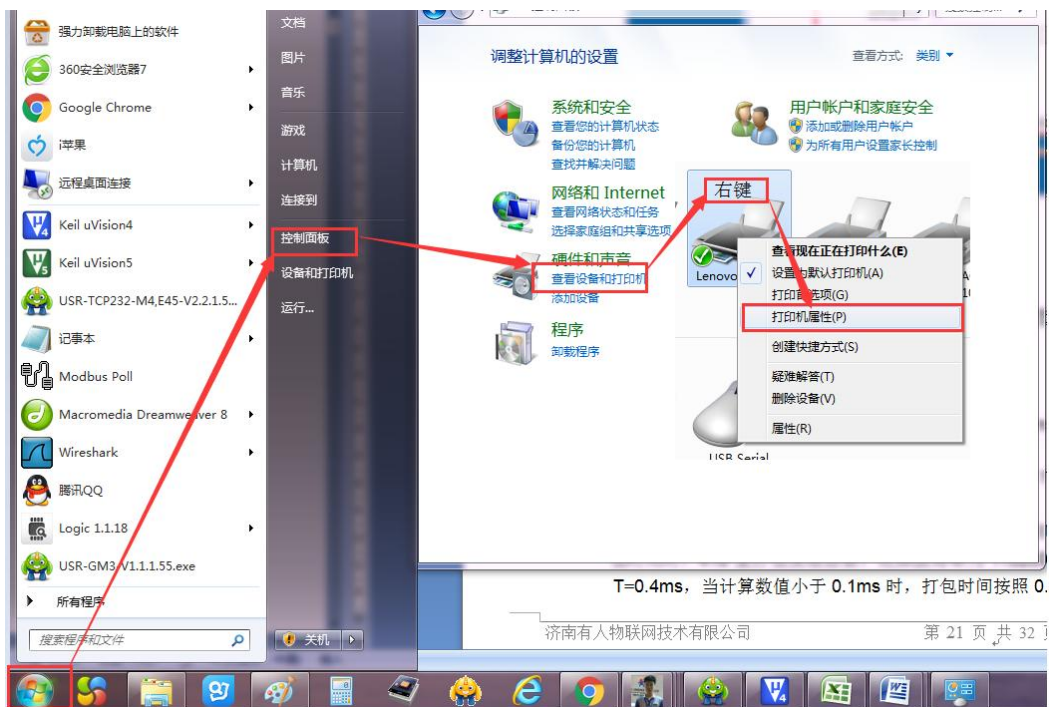 强力卸载电脑上的软件
360安全浏览器7
Google Chrome
i苹果
远程桌面连接
Keil uVision4
Keil uVision5
USR-TCP232-M4,E45-V2.2.1.5...
记事本
Modbus Poll
Macromedia Dreamweaver 8
Wireshark
腾讯QQ
Logic 1.1.18
USR-GM3-V1.1.1.55.exe
所有程序
搜索程序和文件
文档
图片
音乐
游戏
计算机
连接到
控制面板
设备和打印机
运行...
关机
调整计算机的设置
查看方式: 类别
系统和安全
查看您的计算机状态
备份您的计算机
查找并解决问题
用户帐户和家庭安全
添加或删除用户帐户
为所有用户设置家长控制
网络和 Internet
查看网络状态和任务
选择家庭组和共享选项
硬件和声音
查看设备和打印机
添加设备
程序
卸载程序
右键
Lenovo
查看现在正在打印什么(E)
设置为默认打印机(A)
打印首选项(G)
打印机属性(P)
创建快捷方式(S)
疑难解答(T)
删除设备(V)
属性(R)
USB Serial
T=0.4ms，当计算数值小于 0.1ms 时，打包时间按照 0.
济南有人物联网技术有限公司
第 21 页 共 32